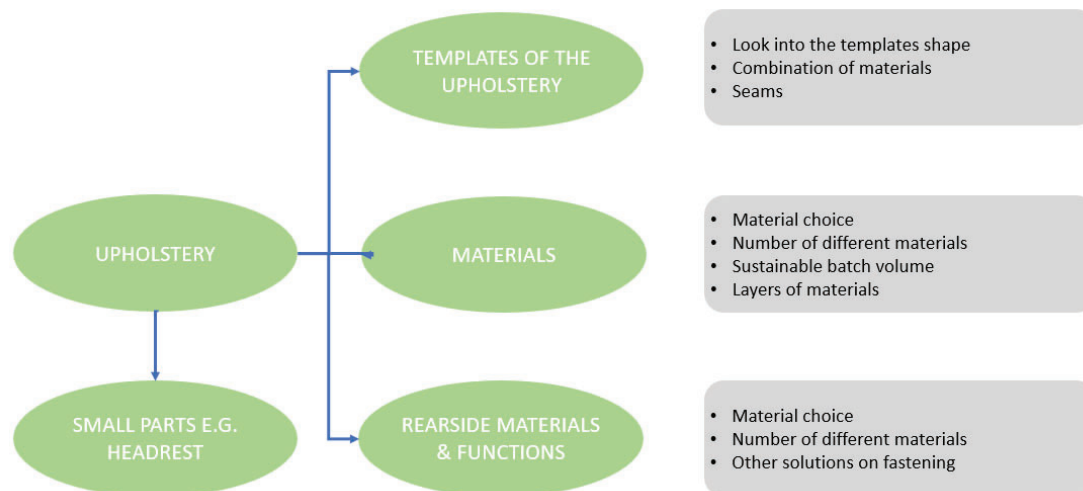 TEMPLATES OF THE
UPHOLSTERY
• Look into the templates shape
• Combination of materials
• Seams
UPHOLSTERY
MATERIALS
• Material choice
• Number of different materials
• Sustainable batch volume
• Layers of materials
SMALL PARTS E.G.
HEADREST
REARSIDE MATERIALS
& FUNCTIONS
• Material choice
• Number of different materials
• Other solutions on fastening